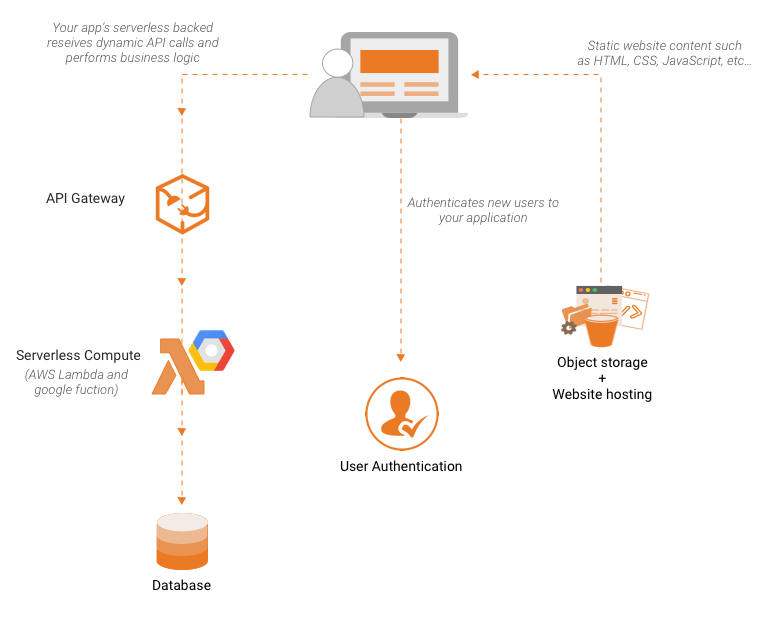 Your app's serverless backed
reseives dynamic API calls and
performs business logic
Static website content such
as HTML, CSS, JavaScript, etc...
API Gateway
Authenticates new users to
your application
Serverless Compute
(AWS Lambda and
google fuction)
Object storage
+
Website hosting
User Authentication
Database